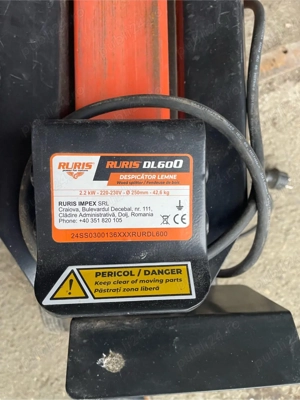 RURIS
RURIS DL600
DESPICĂTOR LEMNE
2.2 kW - 220-230V - Ø 250mm - 42,6 kg
RURIS IMPEX SRL
Craiova, Bulevardul Decebal, nr. 111,
Clădire Administrativă, Dolj, Romania
Phone: +40 351 820 105
24SS0300136XXXRURDL600
PERICOL / DANGER
Keep clear of moving parts
Păstrați zona liberă